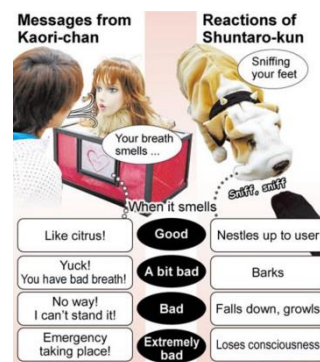 Messages from
Kaori-chan
Reactions of
Shuntaro-kun
Sniffing
your feet
Your breath
smells ...
Sniff, sniff
When it smells
Like citrus!
Good
Nestles up to user
Yuck!
You have bad breath!
A bit bad
Barks
No way!
I can't stand it!
Bad
Falls down, growls
Emergency
taking place!
Extremely
bad
Loses consciousness